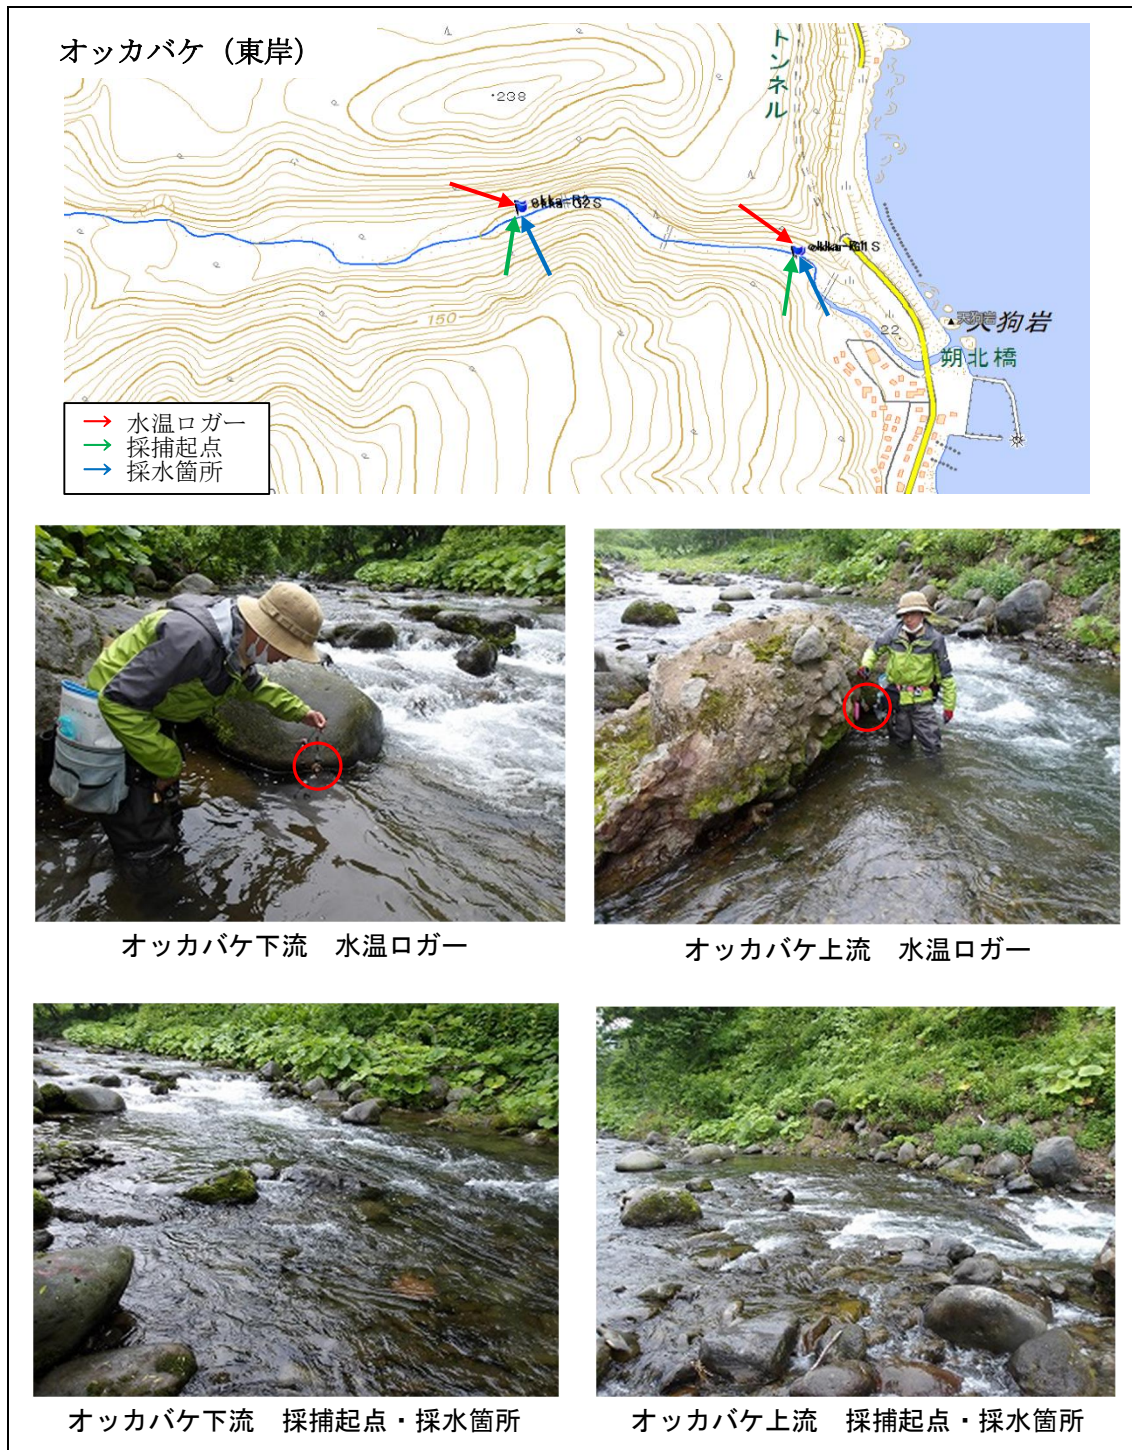 オッカバケ（東岸）
トンネル
238
150
22
天狗岩
天狗岩
朔北橋
水温ロガー
採捕起点
採水箇所
オッカバケ下流　水温ロガー
オッカバケ上流　水温ロガー
オッカバケ下流　採捕起点・採水箇所
オッカバケ上流　採捕起点・採水箇所